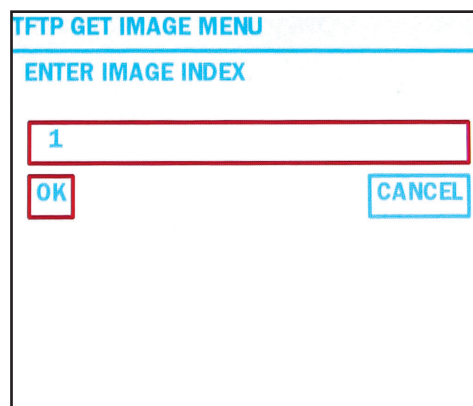 TFTP GET IMAGE MENU
ENTER IMAGE INDEX
1
OK CANCEL